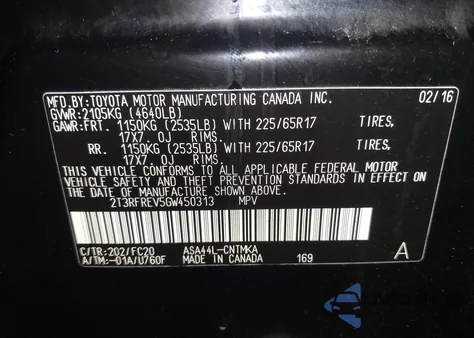 MFD.BY:TOYOTA MOTOR MANUFACTURING CANADA INC. 02/16
GVWR:2105KG (4640LB)
GAWR:FRT. 1150KG (2535LB) WITH 225/65R17 TIRES,
17X7.0J RIMS.
RR. 1150KG (2535LB) WITH 225/65R17 TIRES,
17X7.0J RIMS.
THIS VEHICLE CONFORMS TO ALL APPLICABLE FEDERAL MOTOR
VEHICLE SAFETY AND THEFT PREVENTION STANDARDS IN EFFECT ON
THE DATE OF MANUFACTURE SHOWN ABOVE.
2T3RFREV5GW450313 MPV
C/TR:202/FC20 ASA44L-CNTMKA A
A/TM:-01A/U760F MADE IN CANADA 169